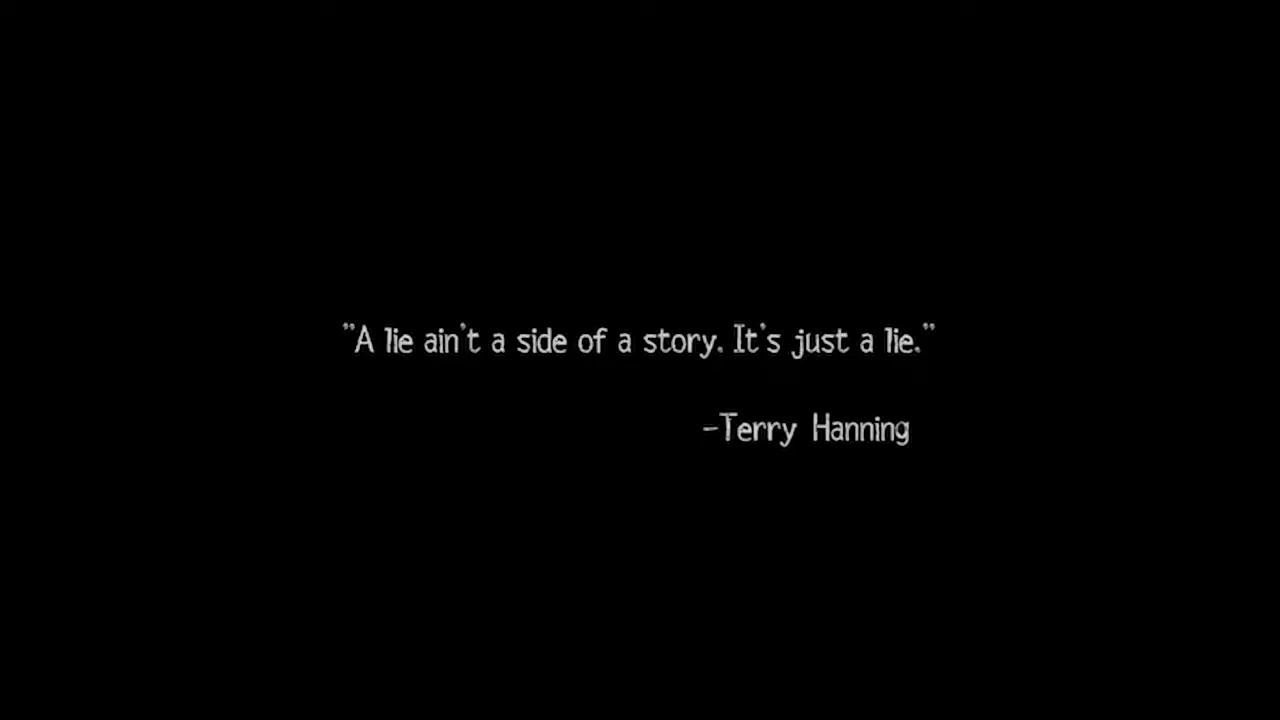 "A lie ain't a side of a story. It's just a lie."
-Terry Hanning